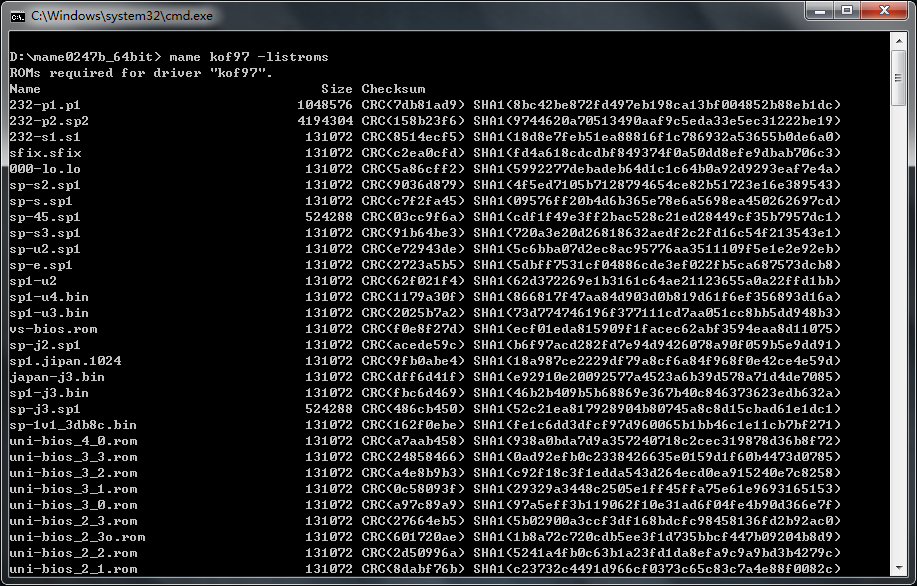 C:\Windows\system32\cmd.exe
D:\mame0247b_64bit> mame kof97 -listroms
ROMs required for driver "kof97".
Name Size Checksum
232-p1.p1 1048576 CRC(7db81ad9) SHA1(8bc42be872fd497eb198ca13bf004852b88eb1dc)
232-p2.sp2 4194304 CRC(158b23f6) SHA1(9744620a70513490aaf9c5eda33e5ec31222be19)
232-s1.s1 131072 CRC(8514ecf5) SHA1(18d8e7feb51ea88816f1c786932a53655b0de6a0)
sfix.sfix 131072 CRC(c2ea0cfd) SHA1(fd4a618cdcdbf849374f0a50dd8efe9dbab706c3)
000-lo.lo 131072 CRC(5a86cff2) SHA1(5992277debadeb64d1c1c64b0a92d9293eaf7e4a)
sp-s2.sp1 131072 CRC(9036d879) SHA1(4f5ed7105b7128794654ce82b51723e16e389543)
sp-s.sp1 131072 CRC(c7f2fa45) SHA1(09576ff20b4d6b365e78e6a5698ea450262697cd)
sp-45.sp1 524288 CRC(03cc9f6a) SHA1(cdf1f49e3ff2bac528c21ed28449cf35b7957dc1)
sp-s3.sp1 131072 CRC(91b64be3) SHA1(720a3e20d26818632aedf2c2fd16c54f213543e1)
sp-u2.sp1 131072 CRC(e72943de) SHA1(5c6bba07d2ec8ac95776aa3511109f5e1e2e92eb)
sp-e.sp1 131072 CRC(2723a5b5) SHA1(5dbff7531cf04886cde3ef022fb5ca687573dcb8)
sp1-u2 131072 CRC(62f021f4) SHA1(62d372269e1b3161c64ae21123655a0a22ffd1bb)
sp1-u4.bin 131072 CRC(1179a30f) SHA1(866817f47aa84d903d0b819d61f6ef356893d16a)
sp1-u3.bin 131072 CRC(2025b7a2) SHA1(73d774746196f377111cd7aa051cc8bb5dd948b3)
vs-bios.rom 131072 CRC(f0e8f27d) SHA1(ecf01eda815909f1facec62abf3594eaa8d11075)
sp-j2.sp1 131072 CRC(acede59c) SHA1(b6f97acd282fd7e94d9426078a90f059b5e9dd91)
sp1.jipan.1024 131072 CRC(9fb0abe4) SHA1(18a987ce2229df79a8cf6a84f968f0e42ce4e59d)
japan-j3.bin 131072 CRC(dff6d41f) SHA1(e92910e20092577a4523a6b39d578a71d4de7085)
sp1-j3.bin 131072 CRC(fbc6d469) SHA1(46b2b409b5b68869e367b40c846373623edb632a)
sp-j3.sp1 524288 CRC(486cb450) SHA1(52c21ea817928904b80745a8c8d15cbad61e1dc1)
sp-1v1_3db8c.bin 131072 CRC(162f0ebe) SHA1(fe1c6dd3dfcf97d960065b1bb46c1e11cb7bf271)
uni-bios_4_0.rom 131072 CRC(a7aab458) SHA1(938a0bda7d9a357240718c2cec319878d36b8f72)
uni-bios_3_3.rom 131072 CRC(24858466) SHA1(0ad92efb0c2338426635e0159d1f60b4473d0785)
uni-bios_3_2.rom 131072 CRC(a4e8b9b3) SHA1(c92f18c3f1edda543d264ecd0ea915240e7c8258)
uni-bios_3_1.rom 131072 CRC(0c58093f) SHA1(29329a3448c2505e1ff45ffa75e61e9693165153)
uni-bios_3_0.rom 131072 CRC(a97c89a9) SHA1(97a5eff3b119062f10e31ad6f04fe4b90d366e7f)
uni-bios_2_3.rom 131072 CRC(27664eb5) SHA1(5b02900a3ccf3df168bdcfc98458136fd2b92ac0)
uni-bios_2_3o.rom 131072 CRC(601720ae) SHA1(1b8a72c720cdb5ee3f1d735bbcf447b09204b8d9)
uni-bios_2_2.rom 131072 CRC(2d50996a) SHA1(5241a4fb0c63b1a23fd1da8efa9c9a9bd3b4279c)
uni-bios_2_1.rom 131072 CRC(8dabf76b) SHA1(c23732c4491d966cf0373c65c83c7a4e88f0082c)